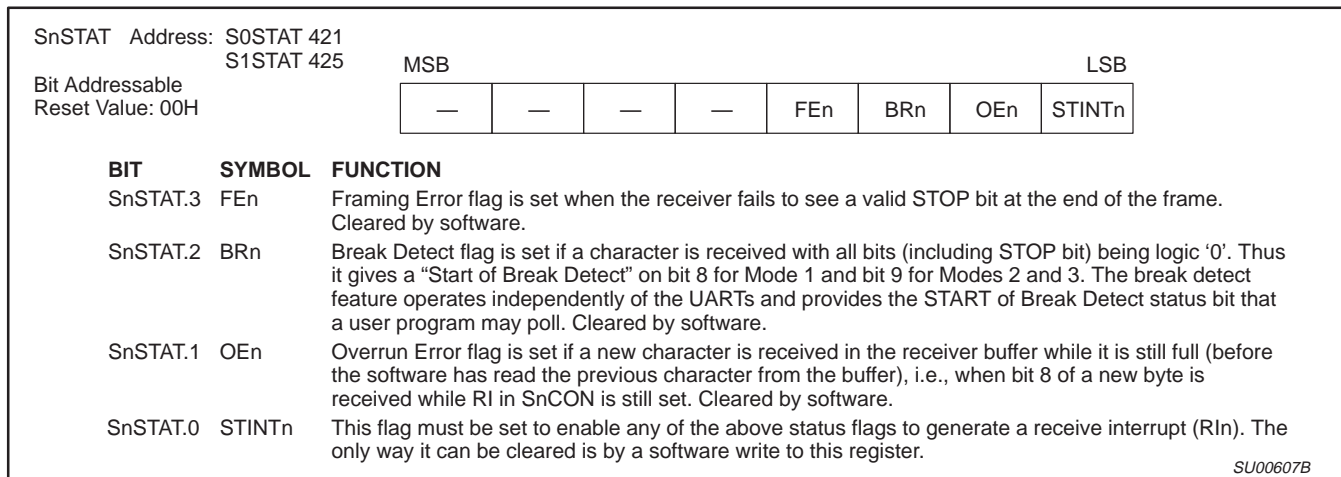 SnSTAT Address: S0STAT 421
S1STAT 425
MSB LSB
Bit Addressable
Reset Value: 00H
— — — — FEn BRn OEn STINTn
BIT SYMBOL FUNCTION
SnSTAT.3 FEn Framing Error flag is set when the receiver fails to see a valid STOP bit at the end of the frame.
Cleared by software.
SnSTAT.2 BRn Break Detect flag is set if a character is received with all bits (including STOP bit) being logic ‘0’. Thus
it gives a “Start of Break Detect” on bit 8 for Mode 1 and bit 9 for Modes 2 and 3. The break detect
feature operates independently of the UARTs and provides the START of Break Detect status bit that
a user program may poll. Cleared by software.
SnSTAT.1 OEn Overrun Error flag is set if a new character is received in the receiver buffer while it is still full (before
the software has read the previous character from the buffer), i.e., when bit 8 of a new byte is
received while RI in SnCON is still set. Cleared by software.
SnSTAT.0 STINTn This flag must be set to enable any of the above status flags to generate a receive interrupt (RIn). The
only way it can be cleared is by a software write to this register.
SU00607B